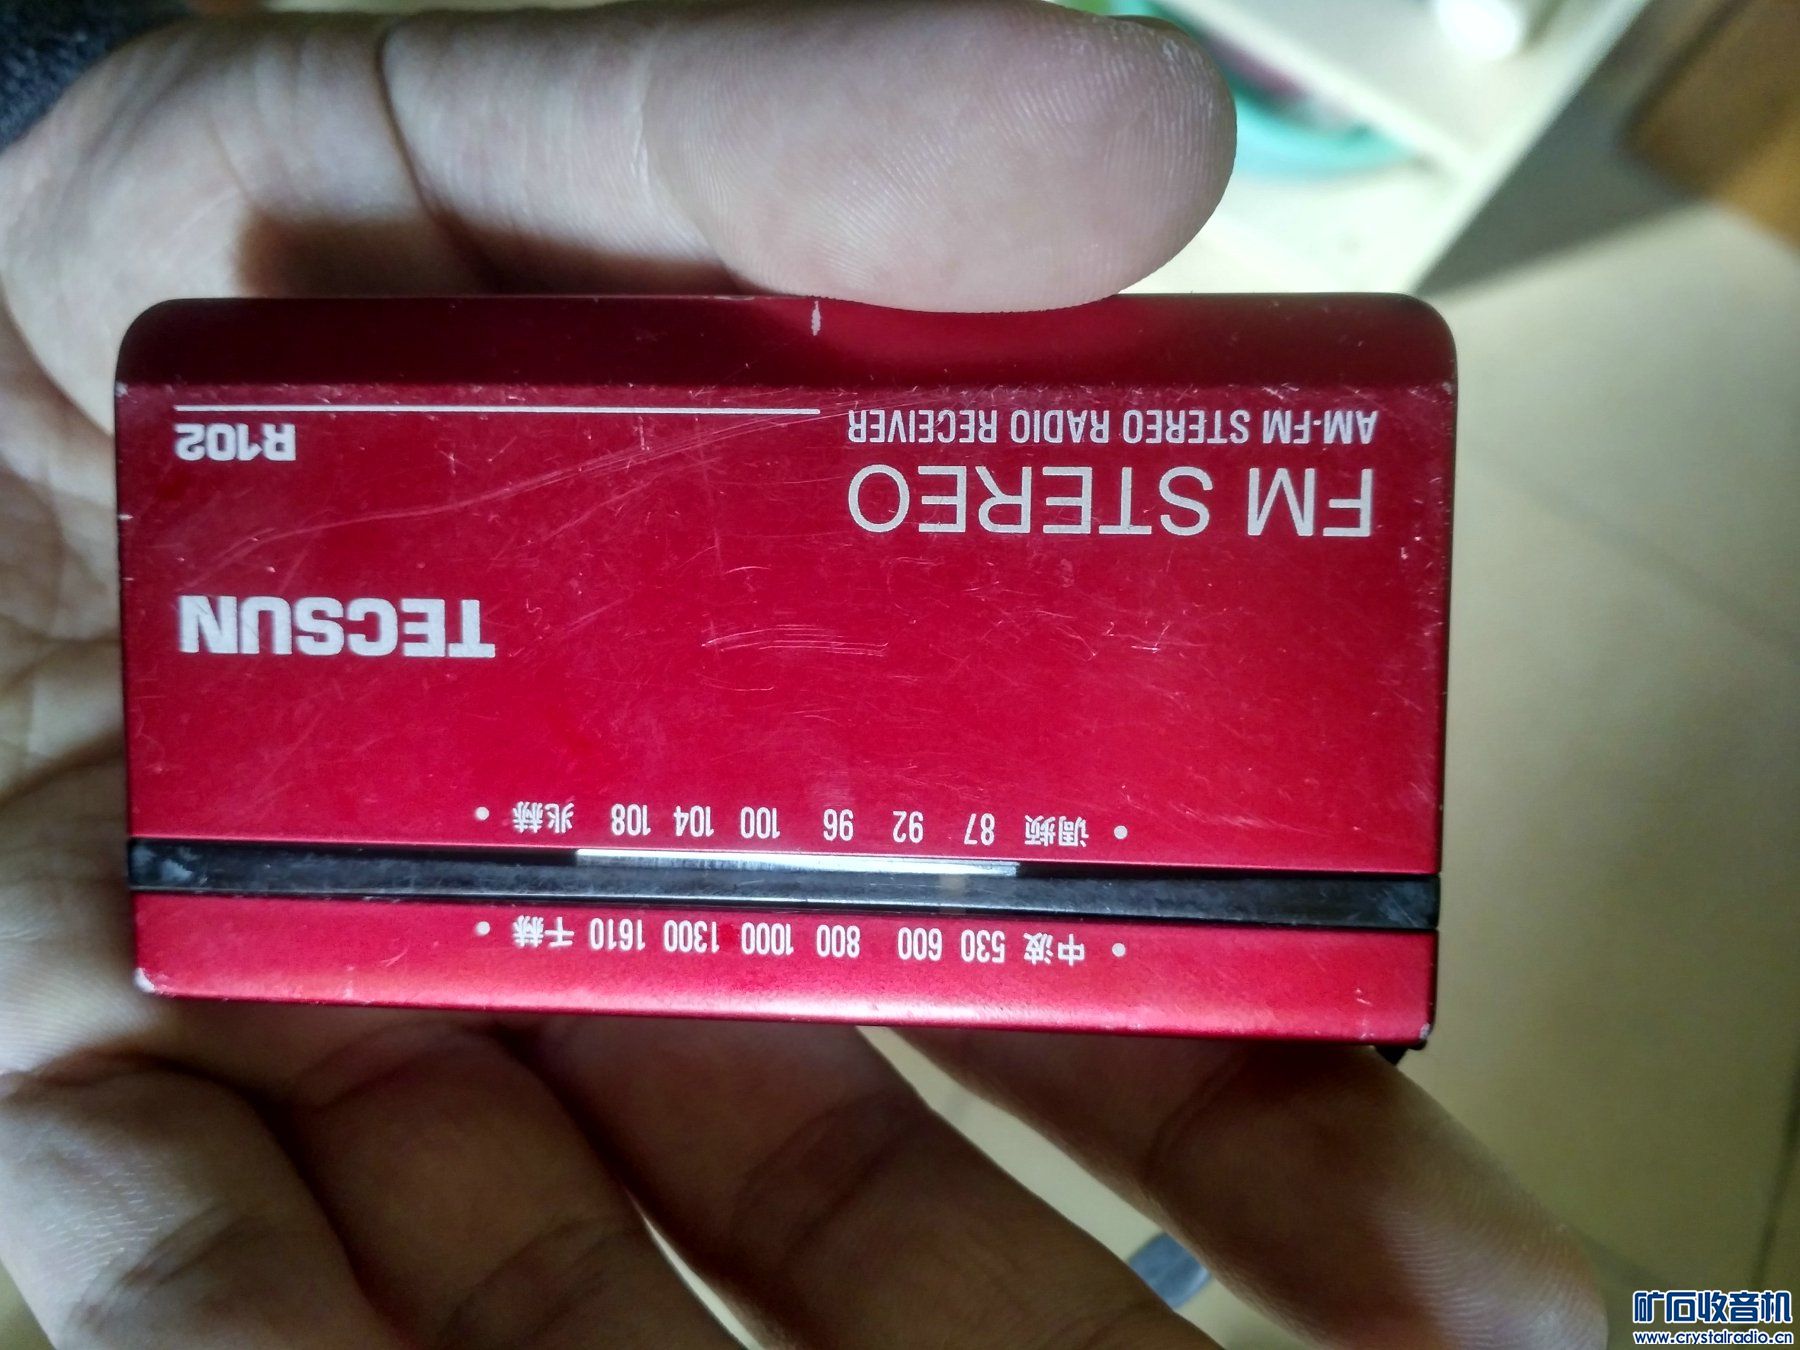 • 中波 530 600 800 1000 1300 1610 千赫 •
• 调频 87 92 96 100 104 108 兆赫 •
TECSUN
FM STEREO
AM-FM STEREO RADIO RECEIVER
R102
矿石收音机
www.crystalradio.cn